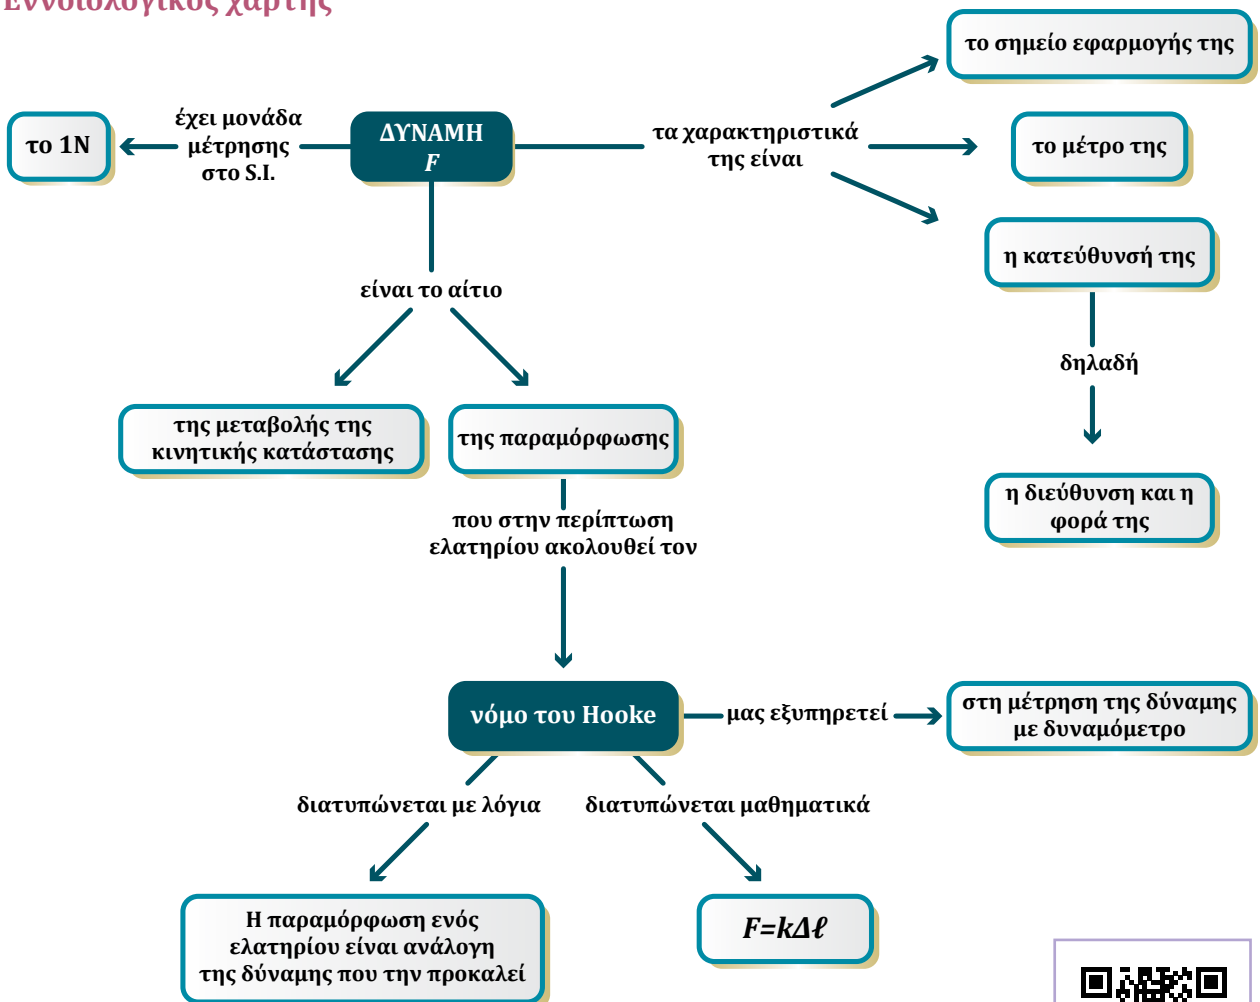 Εννοιολογικός χάρτης
το σημείο εφαρμογής της
έχει μονάδα
μέτρησης
στο S.I.
το 1N
ΔΥΝΑΜΗ
F
τα χαρακτηριστικά
της είναι
το μέτρο της
η κατεύθυνσή της
είναι το αίτιο
δηλαδή
της μεταβολής της
κινητικής κατάστασης
της παραμόρφωσης
η διεύθυνση και η
φορά της
που στην περίπτωση
ελατηρίου ακολουθεί τον
νόμο του Hooke
μας εξυπηρετεί
στη μέτρηση της δύναμης
με δυναμόμετρο
διατυπώνεται με λόγια
διατυπώνεται μαθηματικά
Η παραμόρφωση ενός
ελατηρίου είναι ανάλογη
της δύναμης που την προκαλεί
F=kΔℓ